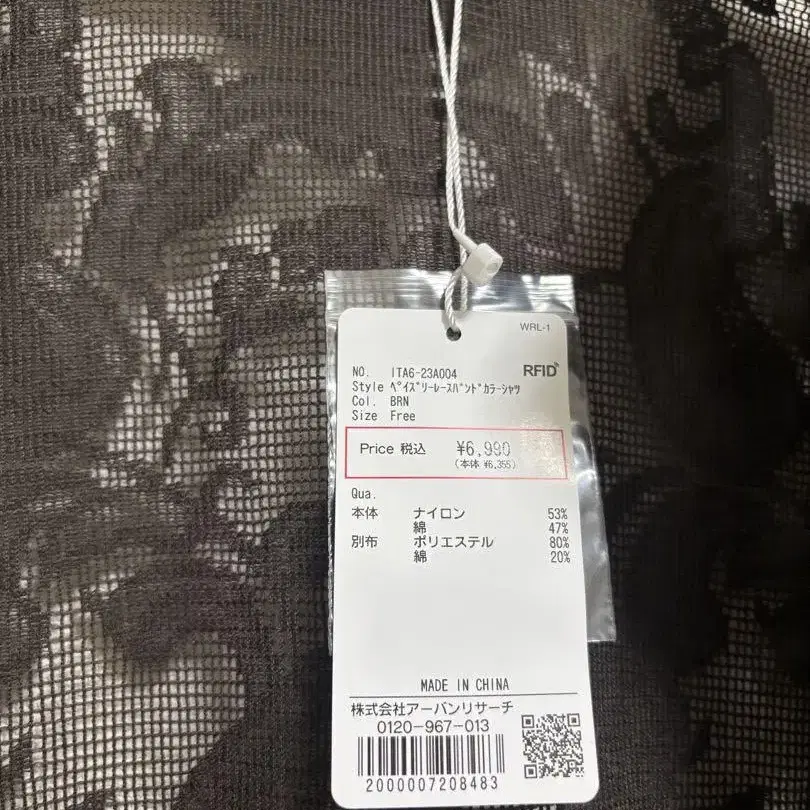 WRL-1
RFID
NO. ITA6-23A004
Style ﾍﾟｲｽﾞﾘｰﾚｰｽﾊﾞﾝﾄﾞｶﾗｰｼｬﾂ
Col. BRN
Size Free
Price 税込 ¥6,990
(本体 ¥6,355)
Qua.
本体 ナイロン 53%
綿 47%
別布 ポリエステル 80%
綿 20%
MADE IN CHINA
株式会社アーバンリサーチ
0120-967-013
2000007208483